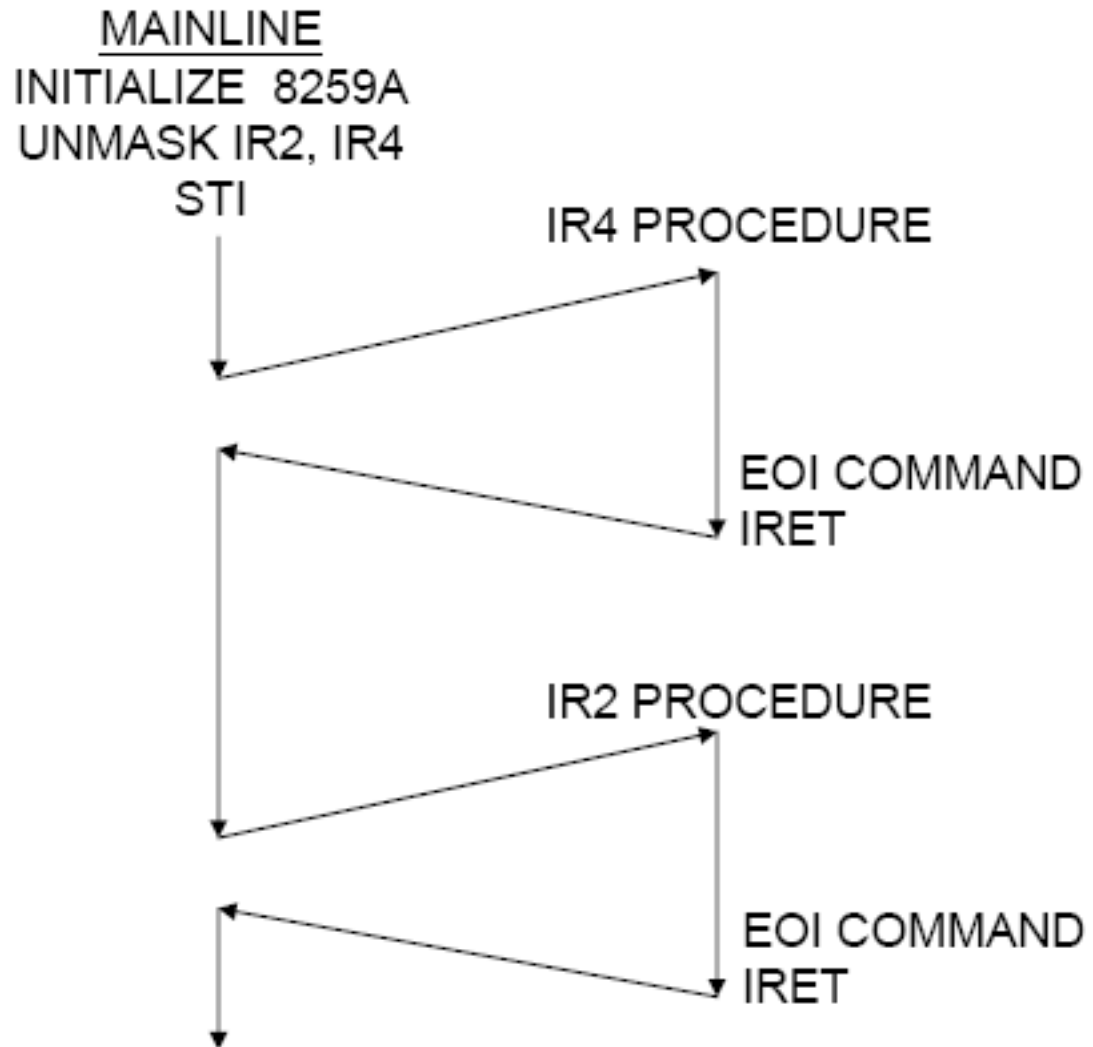 MAINLINE
INITIALIZE 8259A
UNMASK IR2, IR4
STI
IR4 PROCEDURE
EOI COMMAND
IRET
IR2 PROCEDURE
EOI COMMAND
IRET